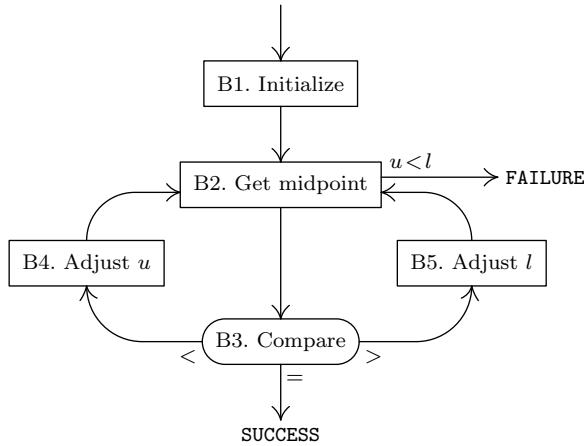 B1. Initialize
u<l
B2. Get midpoint
FAILURE
B4. Adjust u
B5. Adjust l
B3. Compare
<
>
=
SUCCESS